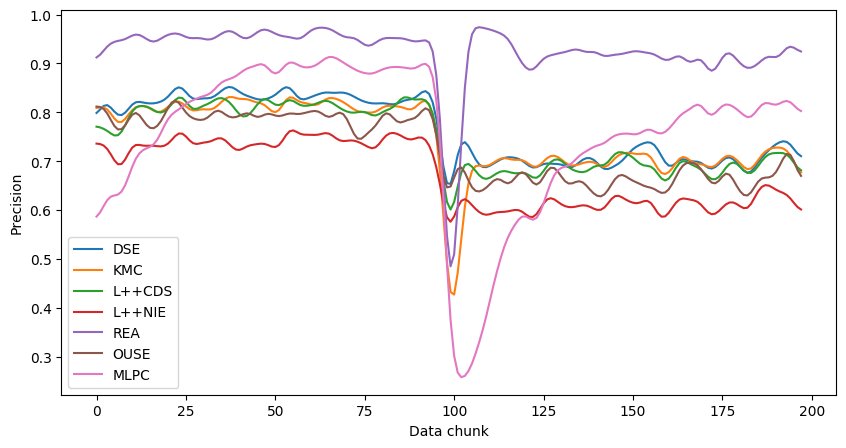 1.0
0.9
0.8
0.7
0.6
0.5
0.4
0.3
Precision
DSE
KMC
L++CDS
L++NIE
REA
OUSE
MLPC
0 25 50 75 100 125 150 175 200
Data chunk